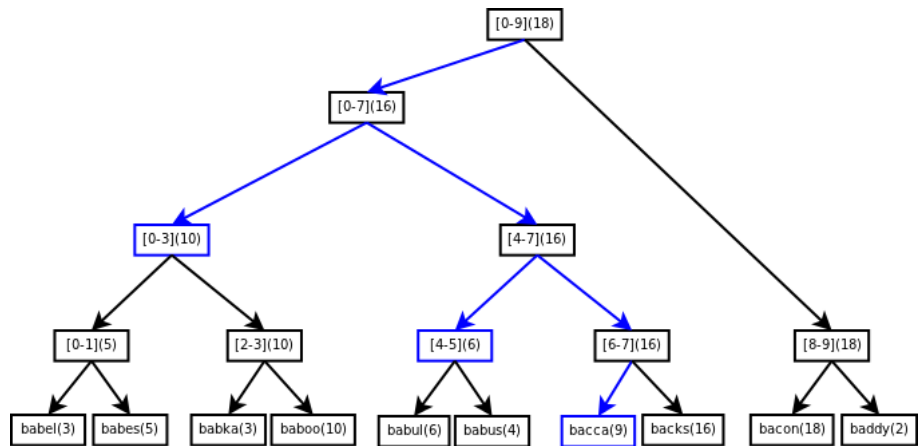 [0-9](18)
[0-7](16)
[0-3](10)
[4-7](16)
[0-1](5)
[2-3](10)
[4-5](6)
[6-7](16)
[8-9](18)
babel(3)
babes(5)
babka(3)
baboo(10)
babul(6)
babus(4)
bacca(9)
backs(16)
bacon(18)
baddy(2)